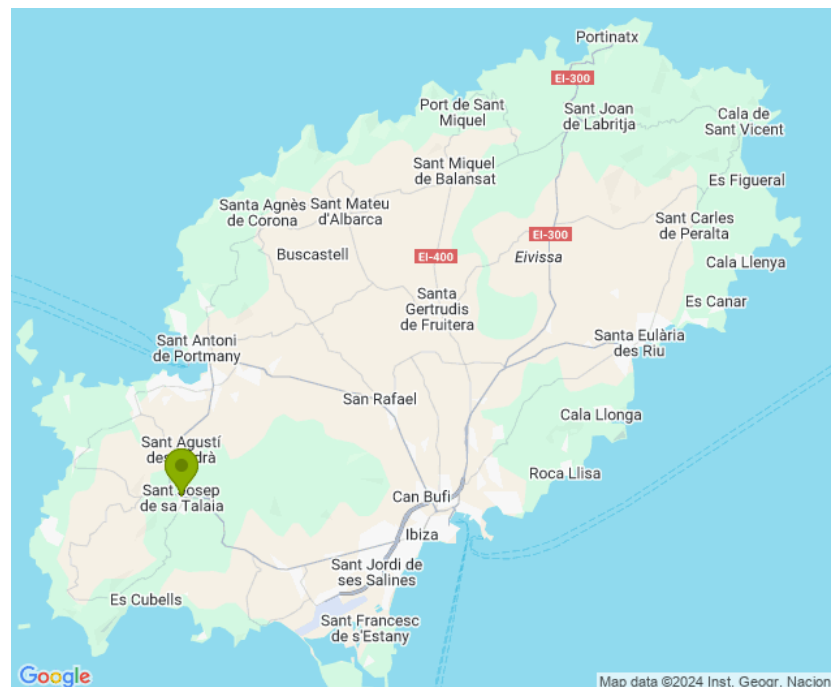 Portinatx
EI-300
Port de Sant
Miquel
Sant Joan
de Labritja
Cala de
Sant Vicent
Sant Miquel
de Balansat
Es Figueral
Santa Agnès
de Corona
Sant Mateu
d'Albarca
Sant Carles
de Peralta
EI-300
Buscastell
EI-400
Eivissa
Cala Llenya
Santa
Gertrudis
de Fruitera
Es Canar
Sant Antoni
de Portmany
Santa Eulària
des Riu
San Rafael
Cala Llonga
Sant Agustí
Roca Llisa
Sant Josep
de sa Talaia
Can Bufí
Ibiza
Sant Jordi de
ses Salines
Es Cubells
Sant Francesc
de s'Estany
Google
Map data ©2024 Inst. Geogr. Nacion